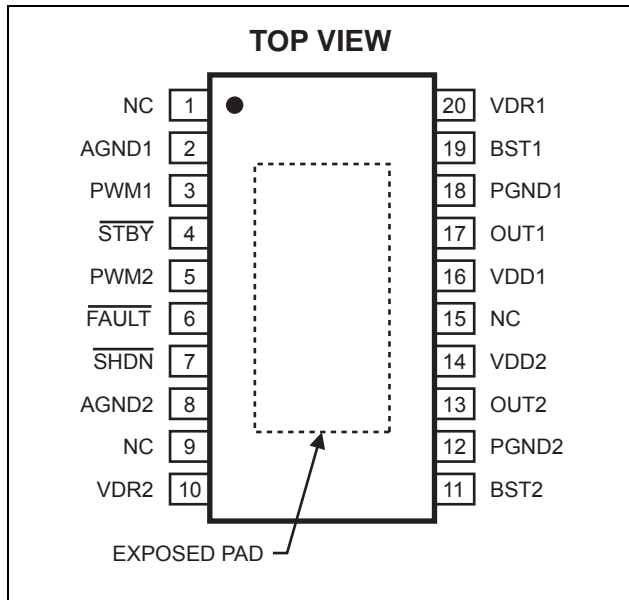 TOP VIEW
NC 1 20 VDR1
AGND1 2 19 BST1
PWM1 3 18 PGND1
STBY 4 17 OUT1
PWM2 5 16 VDD1
FAULT 6 15 NC
SHDN 7 14 VDD2
AGND2 8 13 OUT2
NC 9 12 PGND2
VDR2 10 11 BST2
EXPOSED PAD